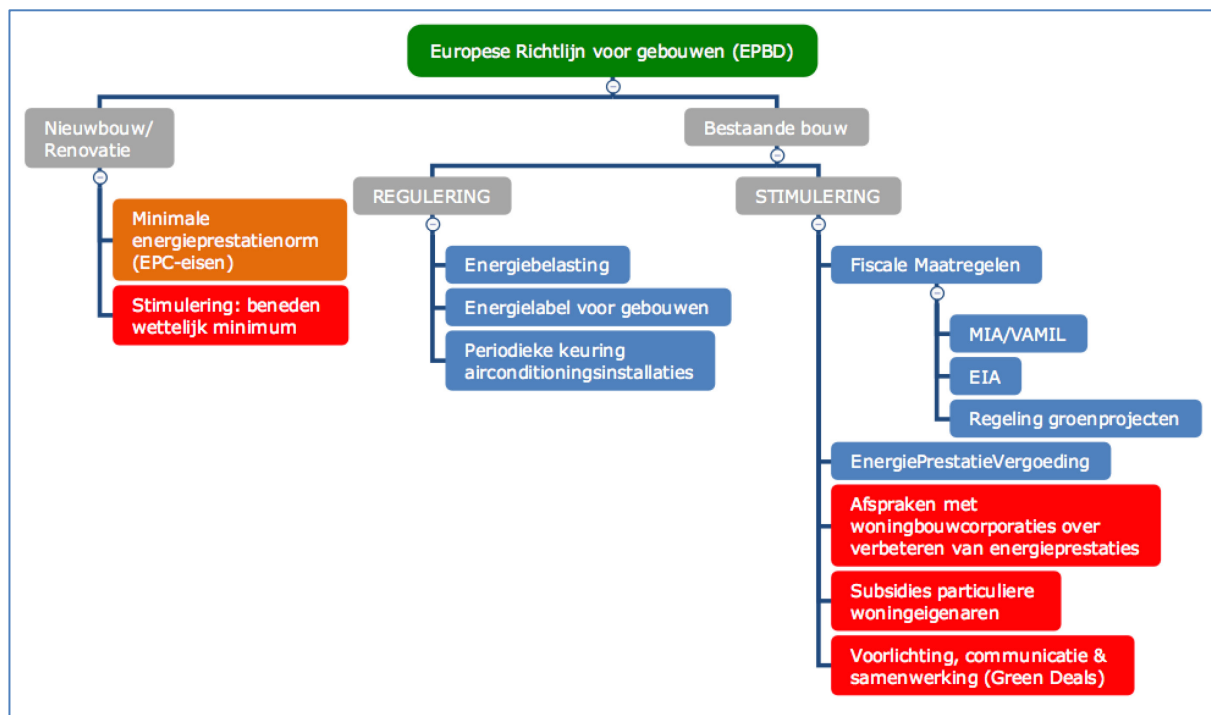 Europese Richtlijn voor gebouwen (EPBD)
Nieuwbouw/
Renovatie
Bestaande bouw
REGULERING
STIMULERING
Minimale
energieprestatienorm
(EPC-eisen)
Stimulering: beneden
wettelijk minimum
Energiebelasting
Energielabel voor gebouwen
Periodieke keuring
airconditioningsinstallaties
Fiscale Maatregelen
MIA/VAMIL
EIA
Regeling groenprojecten
EnergiePrestatieVergoeding
Afspraken met
woningbouwcorporaties over
verbeteren van energieprestaties
Subsidies particuliere
woningeigenaren
Voorlichting, communicatie &
samenwerking (Green Deals)